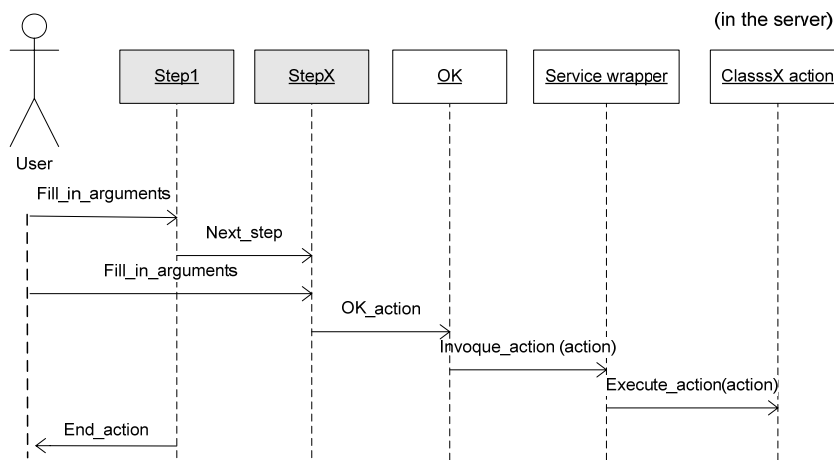 (in the server)
Step1
StepX
OK
Service wrapper
ClasssX action
User
Fill_in_arguments
Next_step
Fill_in_arguments
OK_action
Invoque_action (action)
Execute_action(action)
End_action